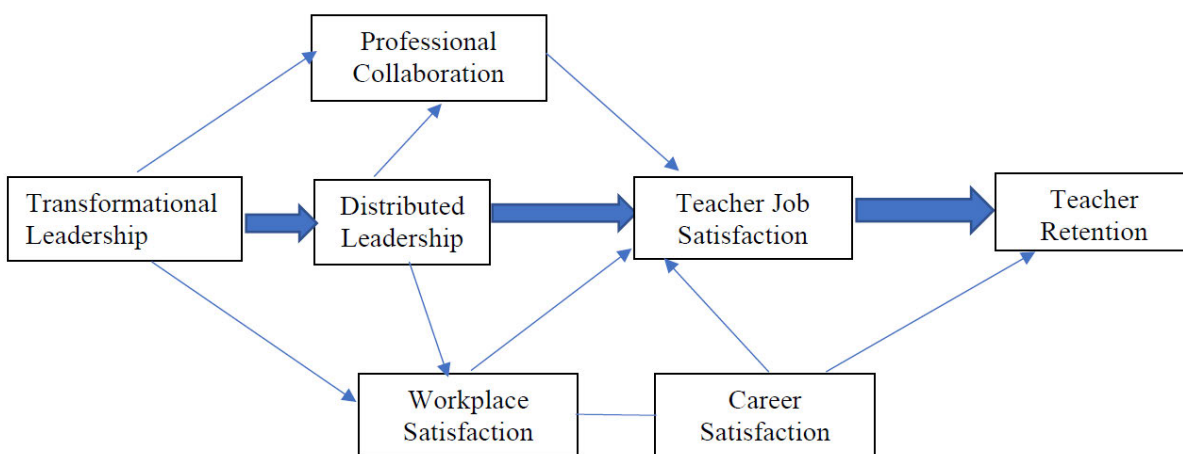 Professional
Collaboration
Transformational
Leadership
Distributed
Leadership
Teacher Job
Satisfaction
Teacher
Retention
Workplace
Satisfaction
Career
Satisfaction